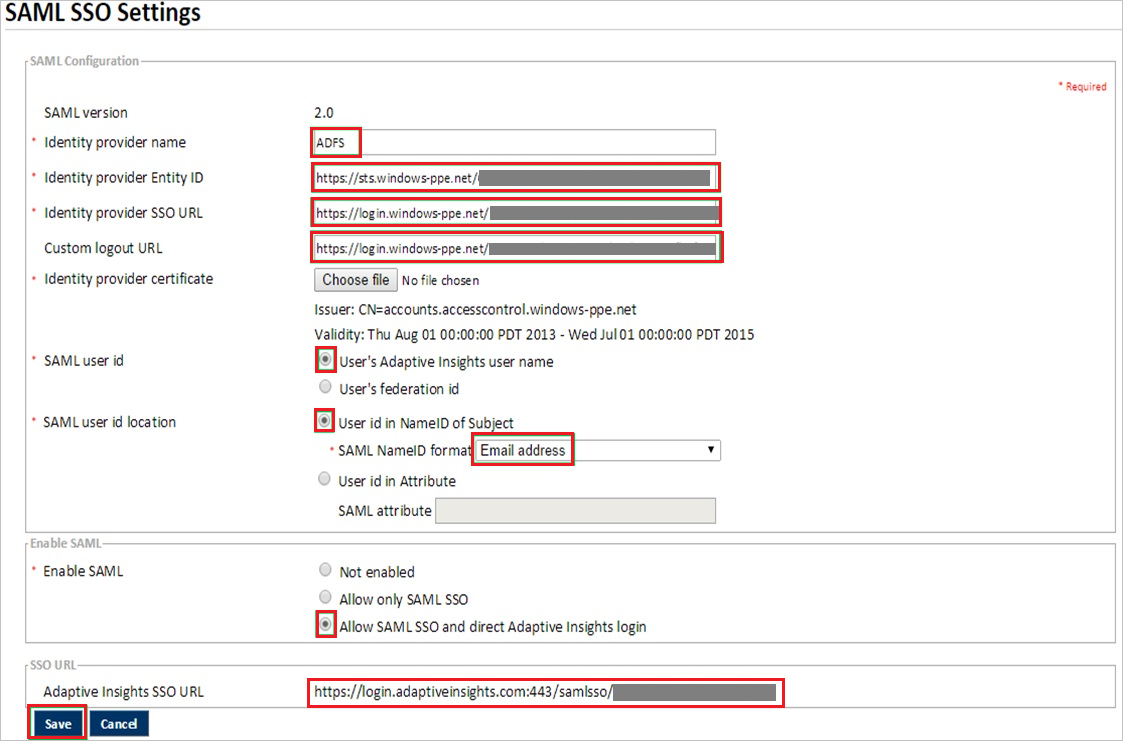 SAML SSO Settings
SAML Configuration
* Required
SAML version 2.0
* Identity provider name ADFS
* Identity provider Entity ID https://sts.windows-ppe.net/
* Identity provider SSO URL https://login.windows-ppe.net/
Custom logout URL https://login.windows-ppe.net/
* Identity provider certificate Choose file No file chosen
Issuer: CN=accounts.accesscontrol.windows-ppe.net
Validity: Thu Aug 01 00:00:00 PDT 2013 - Wed Jul 01 00:00:00 PDT 2015
* SAML user id User's Adaptive Insights user name
User's federation id
* SAML user id location User id in NameID of Subject
* SAML NameID format Email address
User id in Attribute
SAML attribute
Enable SAML
* Enable SAML Not enabled
Allow only SAML SSO
Allow SAML SSO and direct Adaptive Insights login
SSO URL
Adaptive Insights SSO URL https://login.adaptiveinsights.com:443/samlsso/
Save Cancel